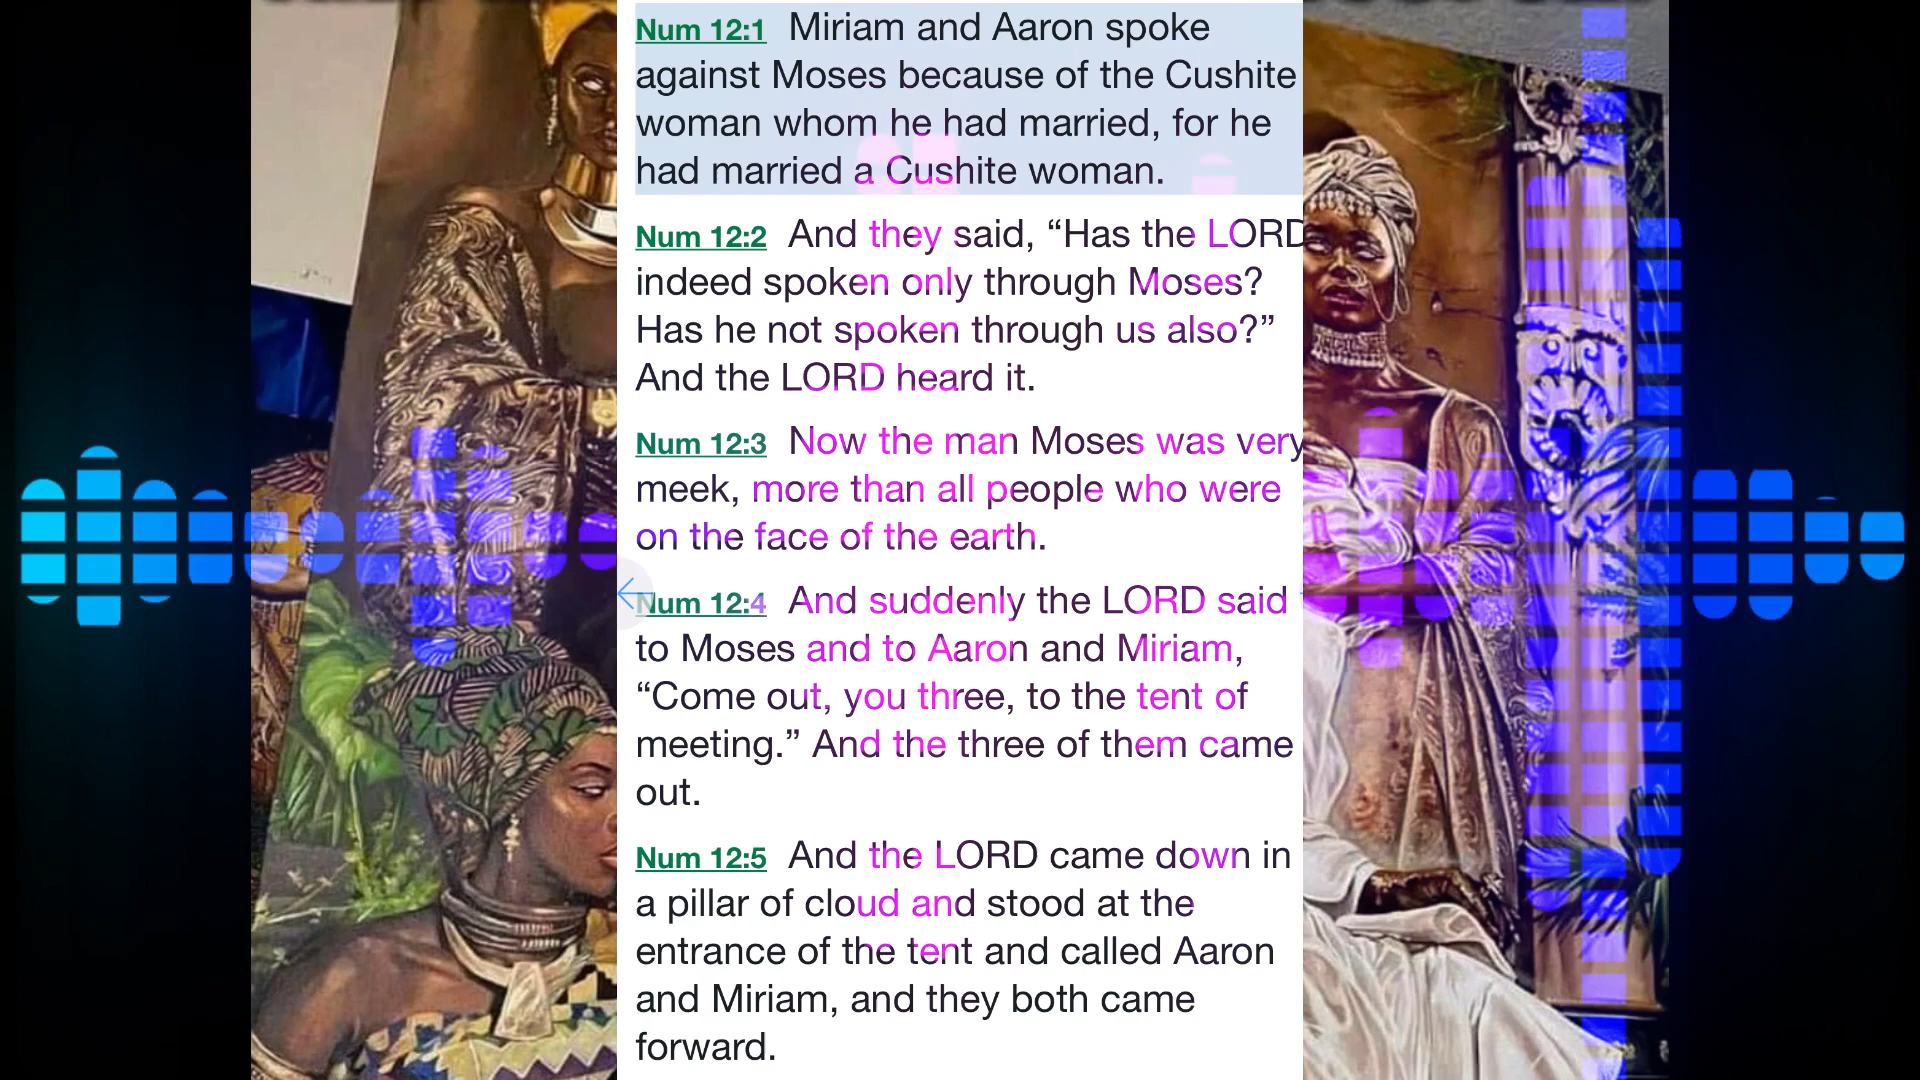 Num 12:1 Miriam and Aaron spoke
against Moses because of the Cushite
woman whom he had married, for he
had married a Cushite woman.
Num 12:2 And they said, “Has the LORD
indeed spoken only through Moses?
Has he not spoken through us also?”
And the LORD heard it.
Num 12:3 Now the man Moses was very
meek, more than all people who were
on the face of the earth.
Num 12:4 And suddenly the LORD said
to Moses and to Aaron and Miriam,
“Come out, you three, to the tent of
meeting.” And the three of them came
out.
Num 12:5 And the LORD came down in
a pillar of cloud and stood at the
entrance of the tent and called Aaron
and Miriam, and they both came
forward.